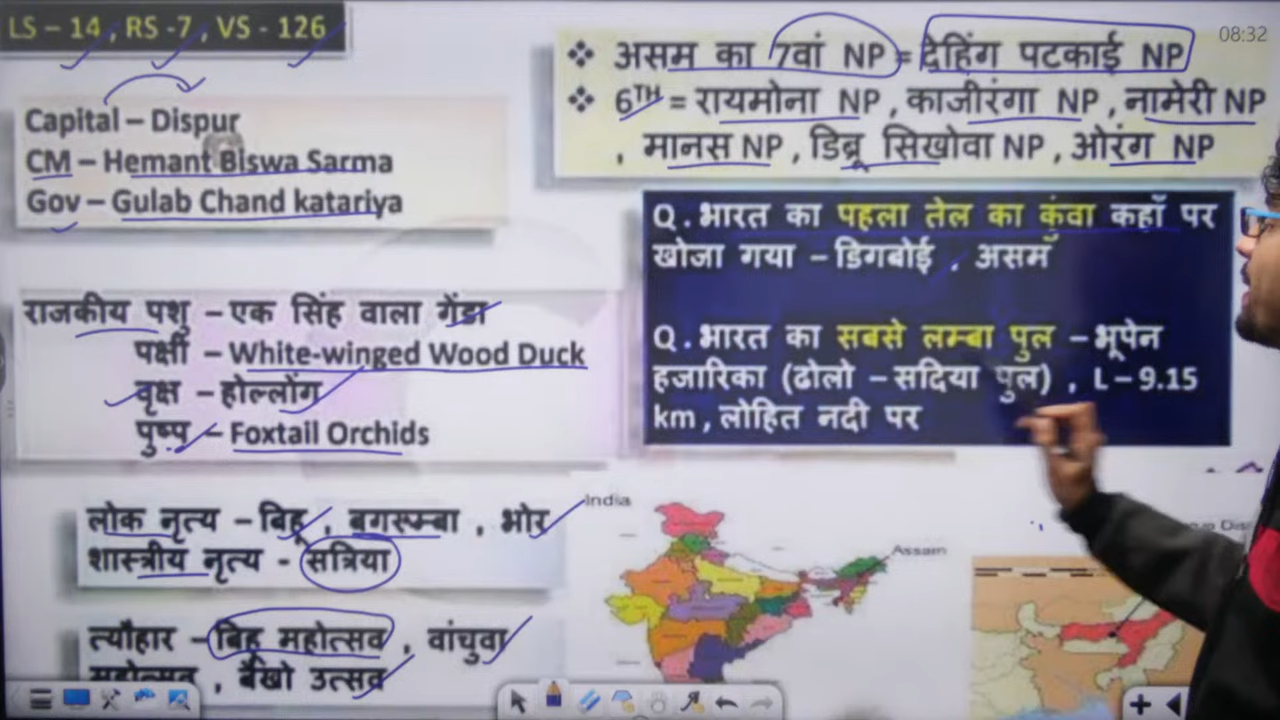 LS – 14 , RS -7 , VS - 126
08:32
Capital – Dispur
CM – Hemant Biswa Sarma
Gov – Gulab Chand katariya
❖ असम का 7वां NP = देहिंग पटकाई NP
❖ 6TH = रायमोना NP , काजीरंगा NP , नामेरी NP
, मानस NP , डिब्रू सिखोवा NP , ओरंग NP
Q . भारत का पहला तेल का कुंवा कहाँ पर
खोजा गया – डिगबोई , असम
Q . भारत का सबसे लम्बा पुल – भूपेन
हजारिका (ढोलो – सदिया पुल) , L – 9.15
km , लोहित नदी पर
राजकीय पशु – एक सिंह वाला गेंडा
पक्षी – White-winged Wood Duck
वृक्ष – होल्लोंग
पुष्प – Foxtail Orchids
लोक नृत्य – बिहू , बगरुम्बा , भोर
शास्त्रीय नृत्य - सत्रिया
त्यौहार – बिहू महोत्सव , वांचुवा
महोत्सव , बैखो उत्सव
India
Assam